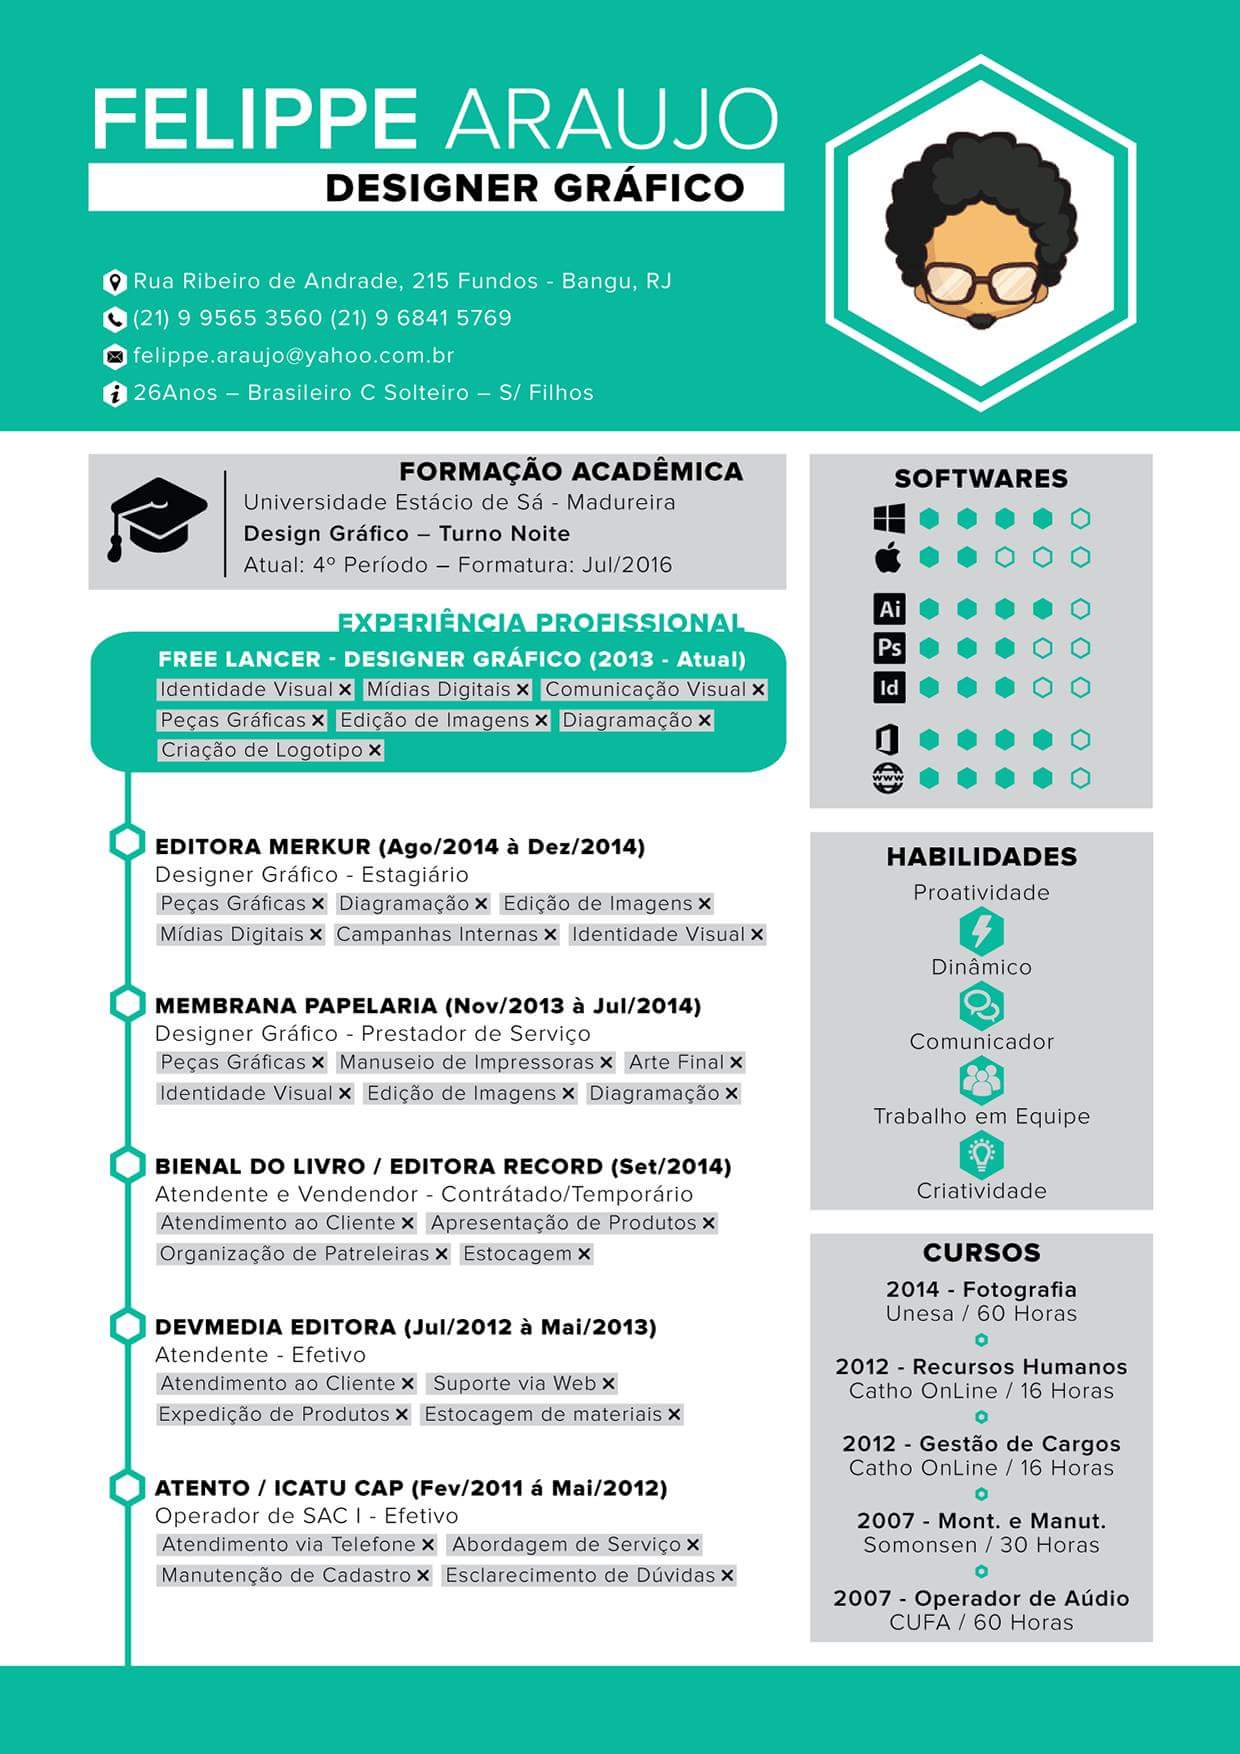 FELIPPE ARAUJO
DESIGNER GRÁFICO
Rua Ribeiro de Andrade, 215 Fundos - Bangu, RJ
(21) 9 9565 3560 (21) 9 6841 5769
felippe.araujo@yahoo.com.br
26Anos – Brasileiro C Solteiro – S/ Filhos
FORMAÇÃO ACADÊMICA
Universidade Estácio de Sá - Madureira
Design Gráfico – Turno Noite
Atual: 4º Período – Formatura: Jul/2016
EXPERIÊNCIA PROFISSIONAL
FREE LANCER - DESIGNER GRÁFICO (2013 - Atual)
Identidade Visual × Mídias Digitais × Comunicação Visual ×
Peças Gráficas × Edição de Imagens × Diagramação ×
Criação de Logotipo ×
EDITORA MERKUR (Ago/2014 à Dez/2014)
Designer Gráfico - Estagiário
Peças Gráficas × Diagramação × Edição de Imagens ×
Mídias Digitais × Campanhas Internas × Identidade Visual ×
MEMBRANA PAPELARIA (Nov/2013 à Jul/2014)
Designer Gráfico - Prestador de Serviço
Peças Gráficas × Manuseio de Impressoras × Arte Final ×
Identidade Visual × Edição de Imagens × Diagramação ×
BIENAL DO LIVRO / EDITORA RECORD (Set/2014)
Atendente e Vendendor - Contrátado/Temporário
Atendimento ao Cliente × Apresentação de Produtos ×
Organização de Patreleiras × Estocagem ×
DEVMEDIA EDITORA (Jul/2012 à Mai/2013)
Atendente - Efetivo
Atendimento ao Cliente × Suporte via Web ×
Expedição de Produtos × Estocagem de materiais ×
ATENTO / ICATU CAP (Fev/2011 á Mai/2012)
Operador de SAC I - Efetivo
Atendimento via Telefone × Abordagem de Serviço ×
Manutenção de Cadastro × Esclarecimento de Dúvidas ×
SOFTWARES
Ai
Ps
Id
www
HABILIDADES
Proatividade
Dinâmico
Comunicador
Trabalho em Equipe
Criatividade
CURSOS
2014 - Fotografia
Unesa / 60 Horas
2012 - Recursos Humanos
Catho OnLine / 16 Horas
2012 - Gestão de Cargos
Catho OnLine / 16 Horas
2007 - Mont. e Manut.
Somonsen / 30 Horas
2007 - Operador de Aúdio
CUFA / 60 Horas